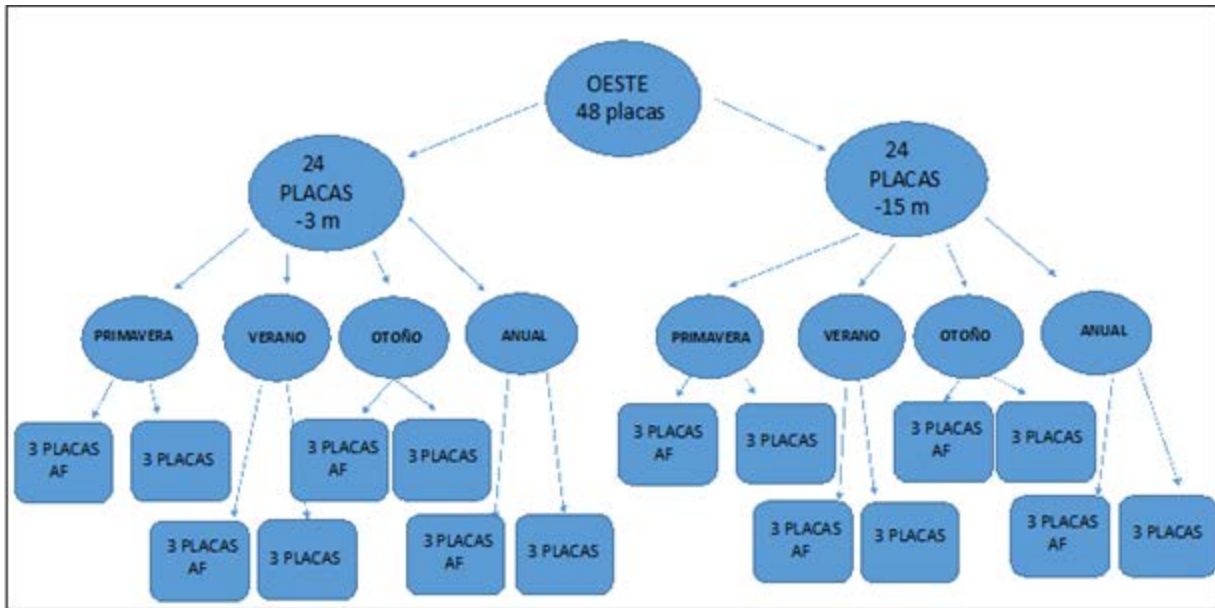 OESTE
48 placas
24
PLACAS
-3 m
24
PLACAS
-15 m
PRIMAVERA
VERANO
OTOÑO
ANUAL
PRIMAVERA
VERANO
OTOÑO
ANUAL
3 PLACAS
AF
3 PLACAS
3 PLACAS
AF
3 PLACAS
3 PLACAS
AF
3 PLACAS
3 PLACAS
AF
3 PLACAS
3 PLACAS
AF
3 PLACAS
3 PLACAS
AF
3 PLACAS
3 PLACAS
AF
3 PLACAS
3 PLACAS
AF
3 PLACAS